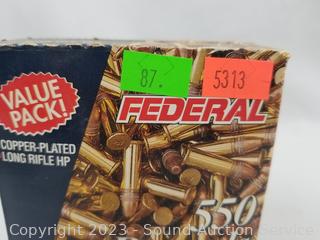 87.
5313
VALUE
PACK!
FEDERAL
COPPER-PLATED
LONG RIFLE HP
550
Copyright 2023 - Sound Auction Service